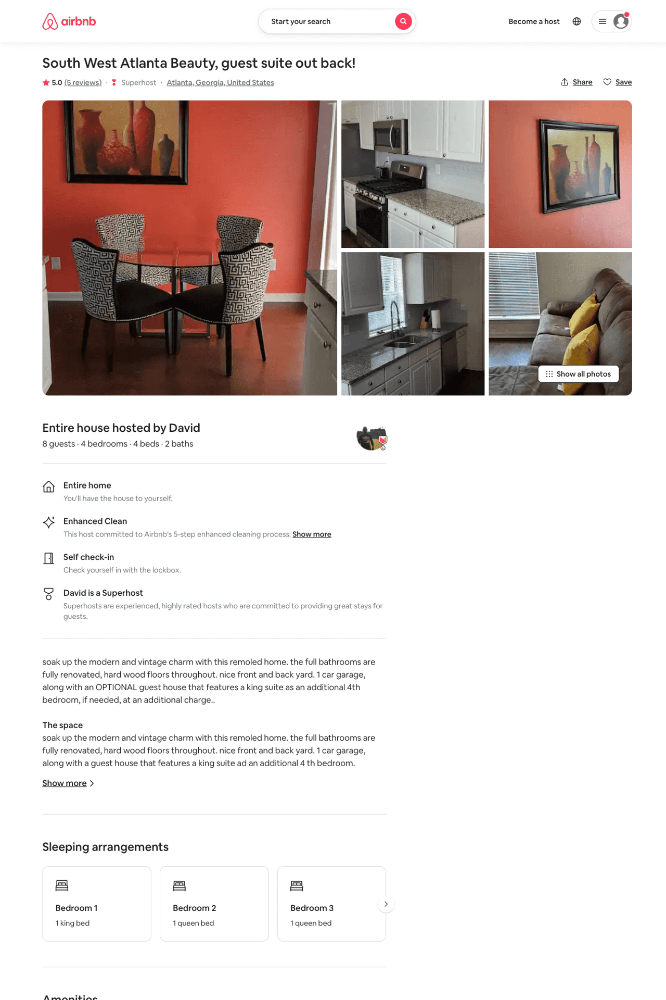 airbnb
Start your search
Become a host
South West Atlanta Beauty, guest suite out back!
5.0 (5 reviews) · Superhost · Atlanta, Georgia, United States
Share
Save
Show all photos
Entire house hosted by David
8 guests · 4 bedrooms · 4 beds · 2 baths
Entire home
You'll have the house to yourself.
Enhanced Clean
This host committed to Airbnb's 5-step enhanced cleaning process. Show more
Self check-in
Check yourself in with the lockbox.
David is a Superhost
Superhosts are experienced, highly rated hosts who are committed to providing great stays for
guests.
soak up the modern and vintage charm with this remoled home. the full bathrooms are
fully renovated, hard wood floors throughout. nice front and back yard. 1 car garage,
along with an OPTIONAL guest house that features a king suite as an additional 4th
bedroom, if needed, at an additional charge..
The space
soak up the modern and vintage charm with this remoled home. the full bathrooms are
fully renovated, hard wood floors throughout. nice front and back yard. 1 car garage,
along with a guest house that features a king suite ad an additional 4 th bedroom.
Show more
Sleeping arrangements
Bedroom 1
1 king bed
Bedroom 2
1 queen bed
Bedroom 3
1 queen bed
Amenities